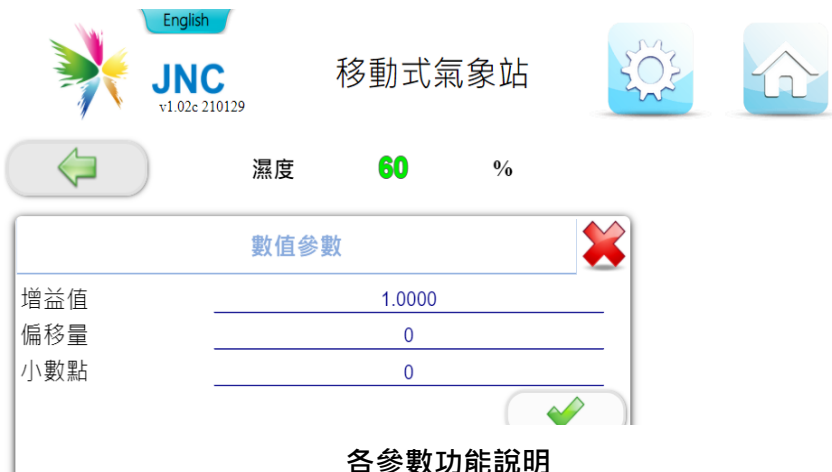 English
JNC
v1.02c 210129
移動式氣象站
濕度 60 %
數值參數
增益值 1.0000
偏移量 0
小數點 0
各參數功能說明